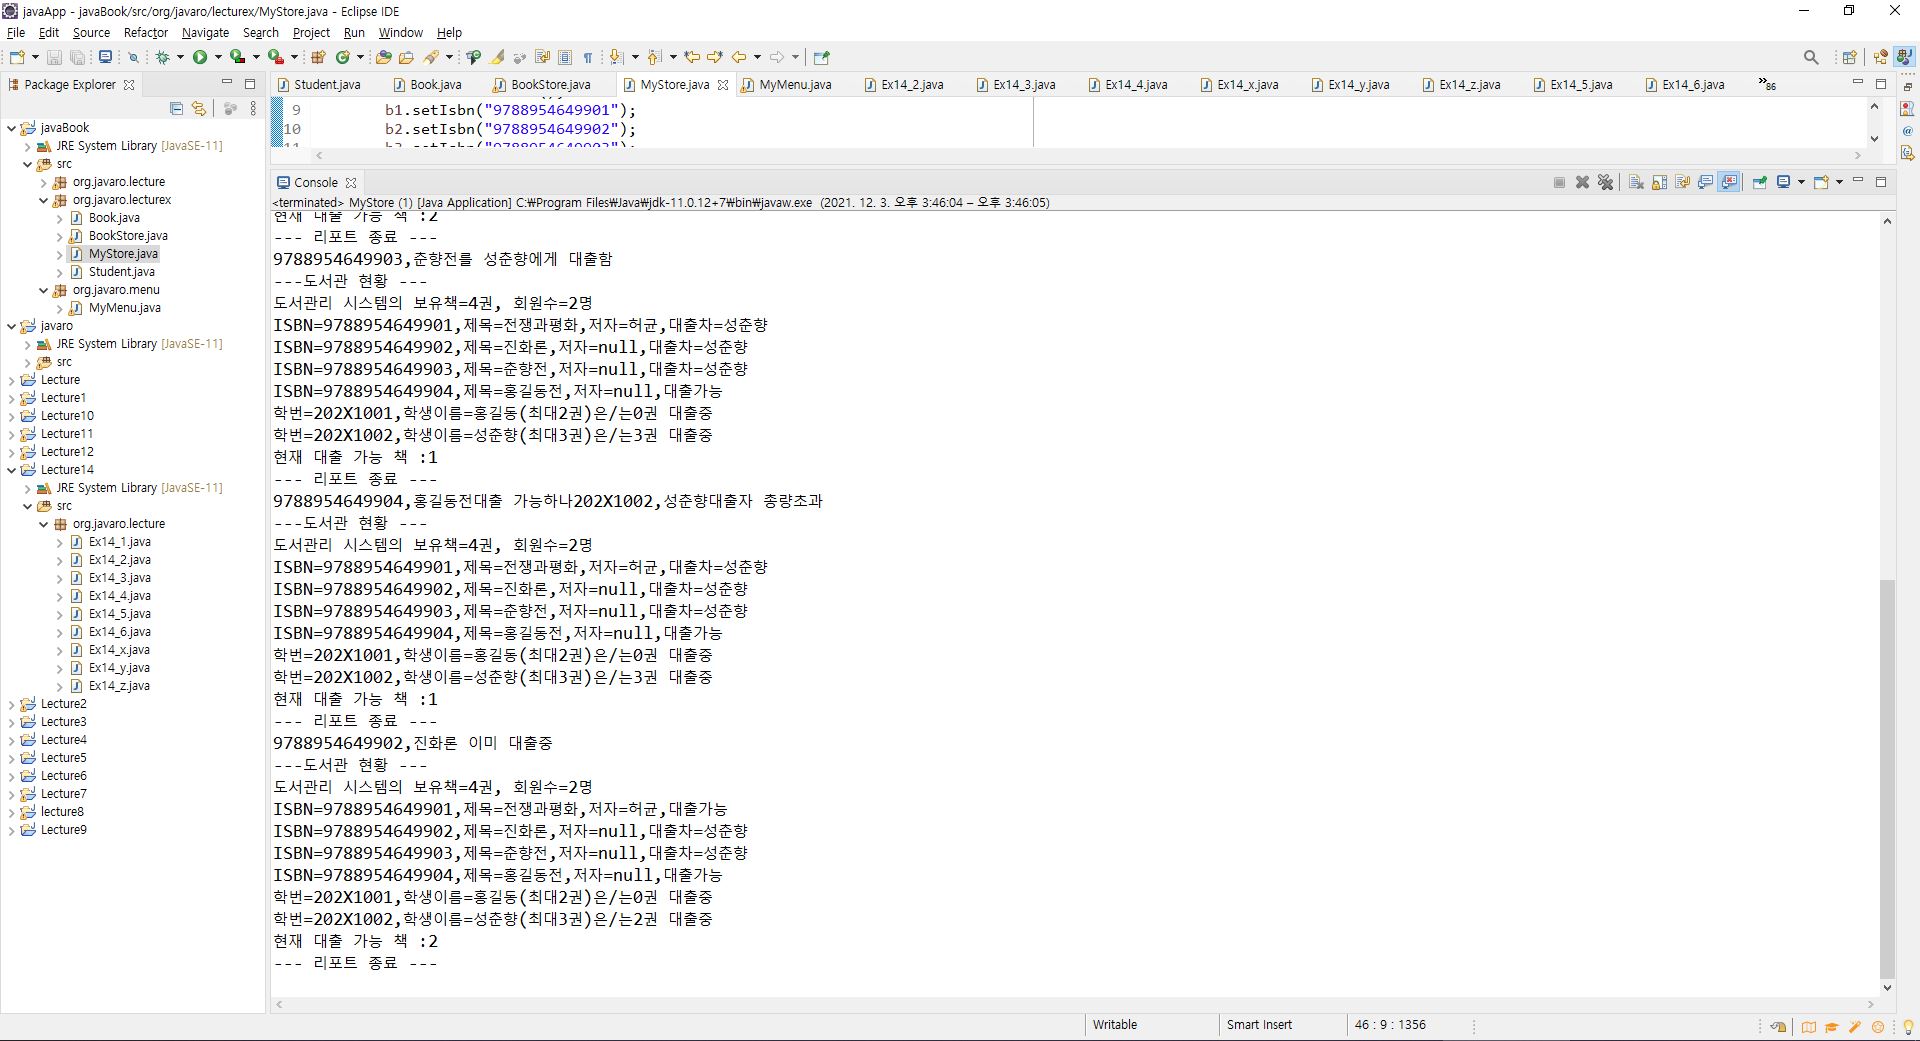 javaApp - javaBook/src/org/javaro/lecturex/MyStore.java - Eclipse IDE
File Edit Source Refactor Navigate Search Project Run Window Help
Package Explorer
Student.java Book.java BookStore.java MyStore.java MyMenu.java Ex14_2.java Ex14_3.java Ex14_4.java Ex14_x.java Ex14_y.java Ex14_z.java Ex14_5.java Ex14_6.java »86
9 b1.setIsbn("9788954649901");
10 b2.setIsbn("9788954649902");
11 b3.setIsbn("9788954649903");
javaBook
JRE System Library [JavaSE-11]
src
org.javaro.lecture
org.javaro.lecturex
Book.java
BookStore.java
MyStore.java
Student.java
org.javaro.menu
MyMenu.java
javaro
JRE System Library [JavaSE-11]
src
Lecture
Lecture1
Lecture10
Lecture11
Lecture12
Lecture14
JRE System Library [JavaSE-11]
src
org.javaro.lecture
Ex14_1.java
Ex14_2.java
Ex14_3.java
Ex14_4.java
Ex14_5.java
Ex14_6.java
Ex14_x.java
Ex14_y.java
Ex14_z.java
Lecture2
Lecture3
Lecture4
Lecture5
Lecture6
Lecture7
lecture8
Lecture9
Console
<terminated> MyStore (1) [Java Application] C:₩Program Files₩Java₩jdk-11.0.12+7₩bin₩javaw.exe (2021. 12. 3. 오후 3:46:04 – 오후 3:46:05)
현재 대출 가능 책 :2
--- 리포트 종료 ---
9788954649903,준향전를 성춘향에게 대출함
---도서관 현황 ---
도서관리 시스템의 보유책=4권, 회원수=2명
ISBN=9788954649901,제목=전쟁과평화,저자=허균,대출차=성춘향
ISBN=9788954649902,제목=진화론,저자=null,대출차=성춘향
ISBN=9788954649903,제목=춘향전,저자=null,대출차=성춘향
ISBN=9788954649904,제목=홍길동전,저자=null,대출가능
학번=202X1001,학생이름=홍길동(최대2권)은/는0권 대출중
학번=202X1002,학생이름=성춘향(최대3권)은/는3권 대출중
현재 대출 가능 책 :1
--- 리포트 종료 ---
9788954649904,홍길동전대출 가능하나202X1002,성춘향대출자 총량초과
---도서관 현황 ---
도서관리 시스템의 보유책=4권, 회원수=2명
ISBN=9788954649901,제목=전쟁과평화,저자=허균,대출차=성춘향
ISBN=9788954649902,제목=진화론,저자=null,대출차=성춘향
ISBN=9788954649903,제목=춘향전,저자=null,대출차=성춘향
ISBN=9788954649904,제목=홍길동전,저자=null,대출가능
학번=202X1001,학생이름=홍길동(최대2권)은/는0권 대출중
학번=202X1002,학생이름=성춘향(최대3권)은/는3권 대출중
현재 대출 가능 책 :1
--- 리포트 종료 ---
9788954649902,진화론 이미 대출중
---도서관 현황 ---
도서관리 시스템의 보유책=4권, 회원수=2명
ISBN=9788954649901,제목=전쟁과평화,저자=허균,대출가능
ISBN=9788954649902,제목=진화론,저자=null,대출차=성춘향
ISBN=9788954649903,제목=춘향전,저자=null,대출차=성춘향
ISBN=9788954649904,제목=홍길동전,저자=null,대출가능
학번=202X1001,학생이름=홍길동(최대2권)은/는0권 대출중
학번=202X1002,학생이름=성춘향(최대3권)은/는2권 대출중
현재 대출 가능 책 :2
--- 리포트 종료 ---
Writable Smart Insert 46 : 9 : 1356